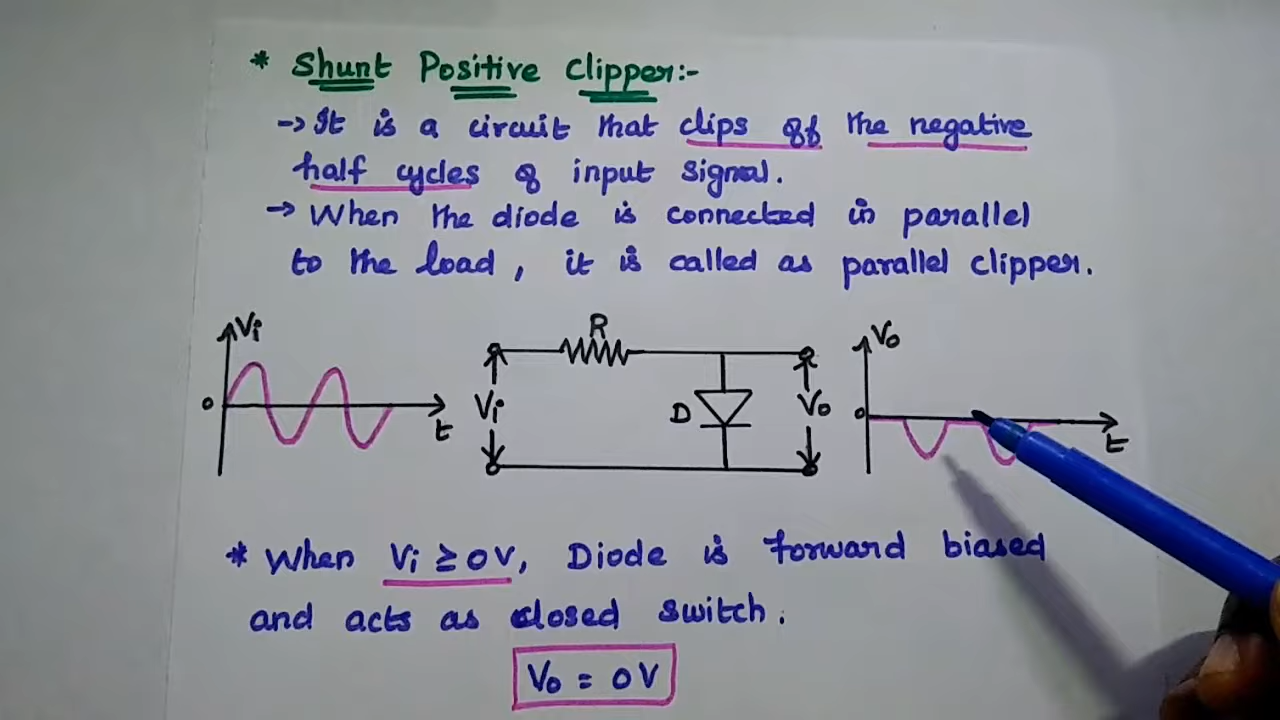 * Shunt Positive Clipper:-
→ It is a circuit that clips off the negative
half cycles of input signal.
→ When the diode is connected in parallel
to the load, it is called as parallel clipper.
Vi
0
t
R
Vi
D
Vo
Vo
0
t
* When Vi ≥ 0V, Diode is forward biased
and acts as closed switch.
Vo = 0V